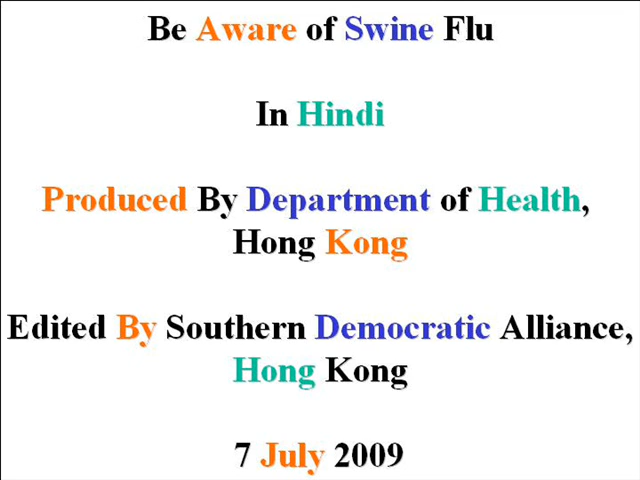 Be Aware of Swine Flu
In Hindi
Produced By Department of Health,
Hong Kong
Edited By Southern Democratic Alliance,
Hong Kong
7 July 2009